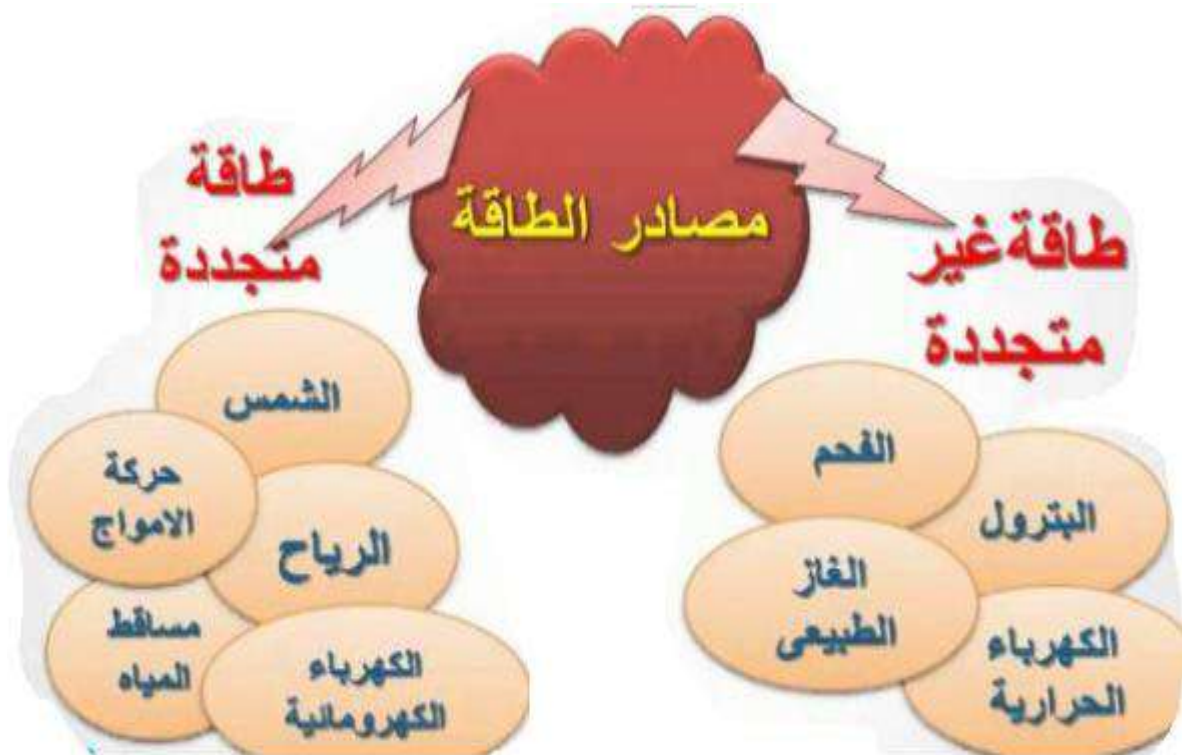 مصادر الطاقة
طاقة غير
متجددة
الفحم
البترول
الغاز
الطبيعى
الكهرباء
الحرارية
طاقة
متجددة
الشمس
حركة
الامواج
الرياح
مساقط
المياه
الكهرباء
الكهرومائية